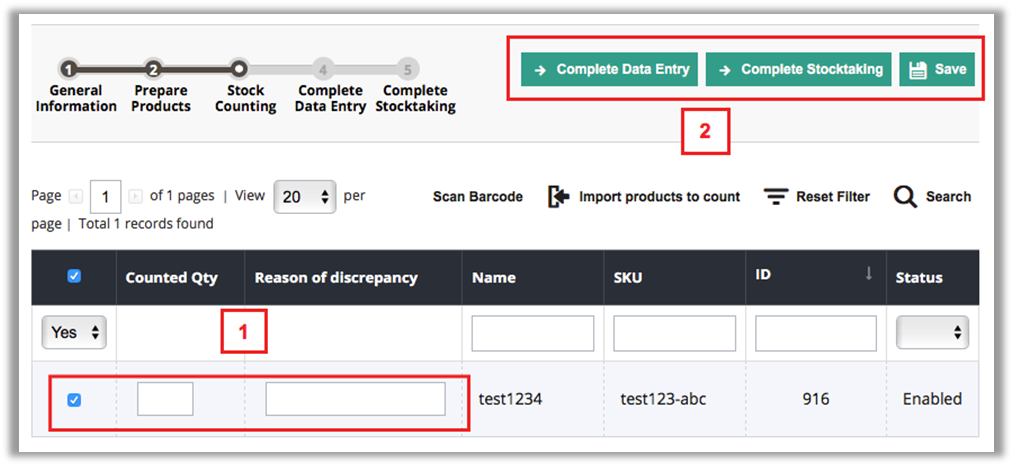 1 2 4 5
General Information Prepare Products Stock Counting Complete Data Entry Complete Stocktaking
Complete Data Entry Complete Stocktaking Save
2
Page 1 of 1 pages | View 20 per
page | Total 1 records found
Scan Barcode Import products to count Reset Filter Search
Counted Qty Reason of discrepancy Name SKU ID ↓ Status
Yes
1
test1234 test123-abc 916 Enabled